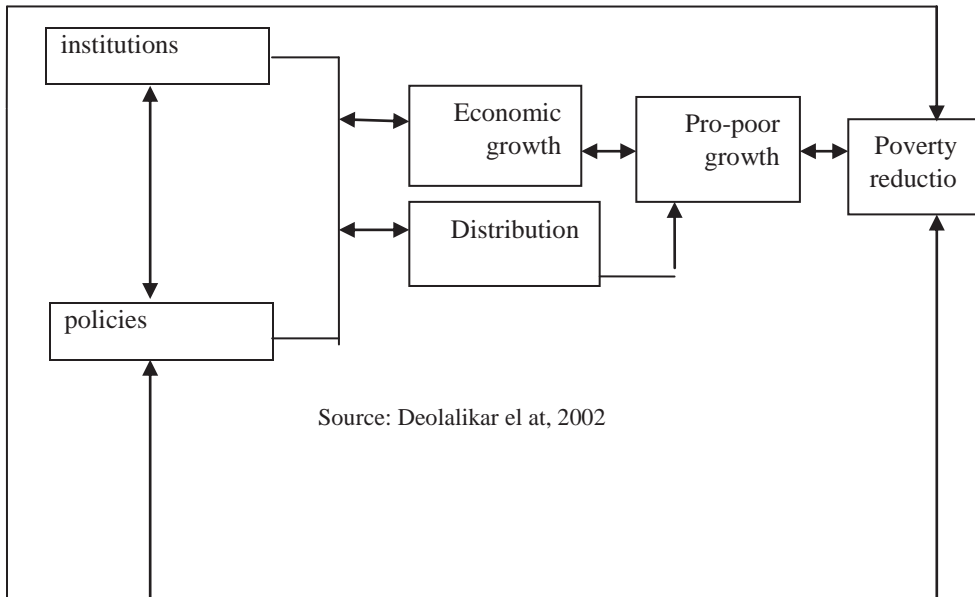 institutions
Economic
growth
Pro-poor
growth
Poverty
reductio
Distribution
policies
Source: Deolalikar el at, 2002